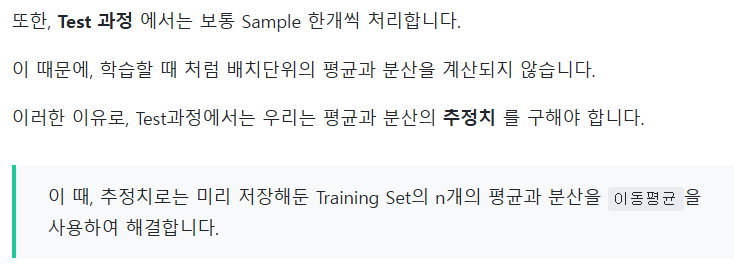 또한, Test 과정 에서는 보통 Sample 한개씩 처리합니다.
이 때문에, 학습할 때 처럼 배치단위의 평균과 분산을 계산되지 않습니다.
이러한 이유로, Test과정에서는 우리는 평균과 분산의 추정치 를 구해야 합니다.
이 때, 추정치로는 미리 저장해둔 Training Set의 n개의 평균과 분산을 이동평균을
사용하여 해결합니다.